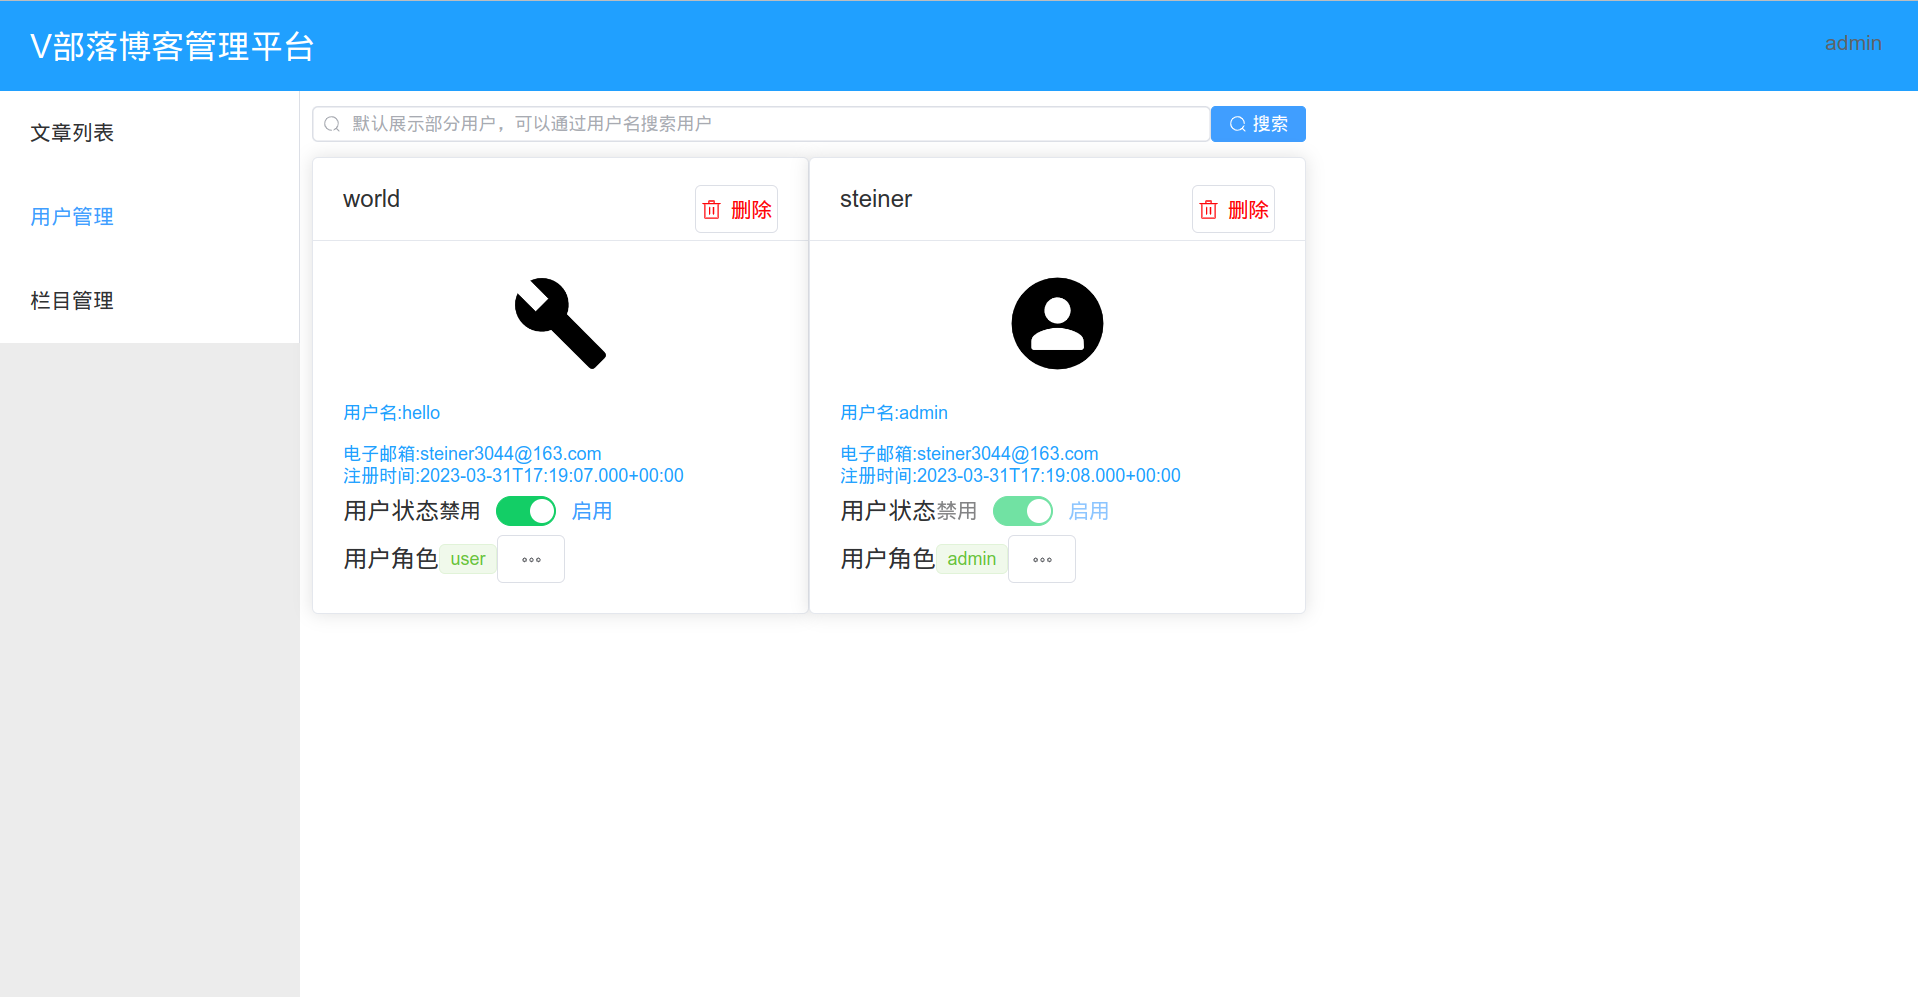 V部落博客管理平台
admin
文章列表
用户管理
栏目管理
默认展示部分用户，可以通过用户名搜索用户
搜索
world
删除
用户名:hello
电子邮箱:steiner3044@163.com
注册时间:2023-03-31T17:19:07.000+00:00
用户状态禁用 启用
用户角色 user
steiner
删除
用户名:admin
电子邮箱:steiner3044@163.com
注册时间:2023-03-31T17:19:08.000+00:00
用户状态禁用 启用
用户角色 admin